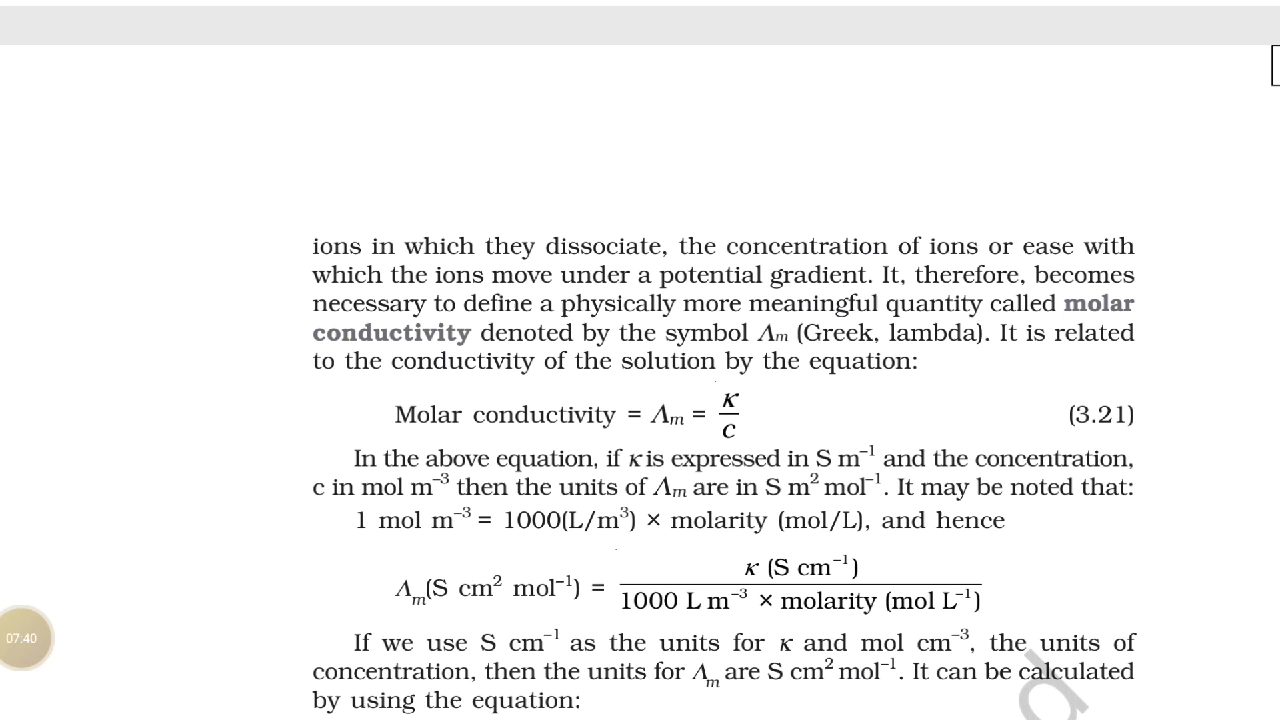 ions in which they dissociate, the concentration of ions or ease with
which the ions move under a potential gradient. It, therefore, becomes
necessary to define a physically more meaningful quantity called molar
conductivity denoted by the symbol Λm (Greek, lambda). It is related
to the conductivity of the solution by the equation:
Molar conductivity = Λm = κ/c (3.21)
In the above equation, if κ is expressed in S m⁻¹ and the concentration,
c in mol m⁻³ then the units of Λm are in S m² mol⁻¹. It may be noted that:
1 mol m⁻³ = 1000(L/m³) × molarity (mol/L), and hence
Λm(S cm² mol⁻¹) = κ (S cm⁻¹) / 1000 L m⁻³ × molarity (mol L⁻¹)
07:40
If we use S cm⁻¹ as the units for κ and mol cm⁻³, the units of
concentration, then the units for Λm are S cm² mol⁻¹. It can be calculated
by using the equation:
d